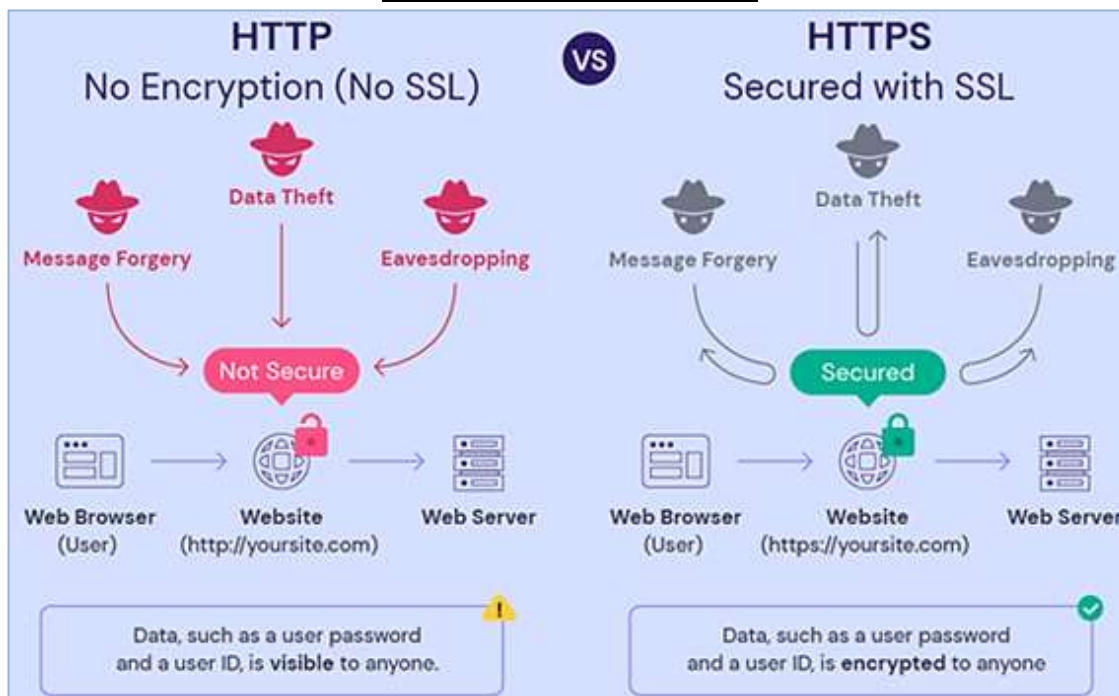 HTTP
No Encryption (No SSL)
VS
HTTPS
Secured with SSL
Data Theft
Message Forgery
Eavesdropping
Not Secure
Web Browser
(User)
Website
(http://yoursite.com)
Web Server
Data, such as a user password
and a user ID, is visible to anyone.
Data Theft
Message Forgery
Eavesdropping
Secured
Web Browser
(User)
Website
(https://yoursite.com)
Web Server
Data, such as a user password
and a user ID, is encrypted to anyone